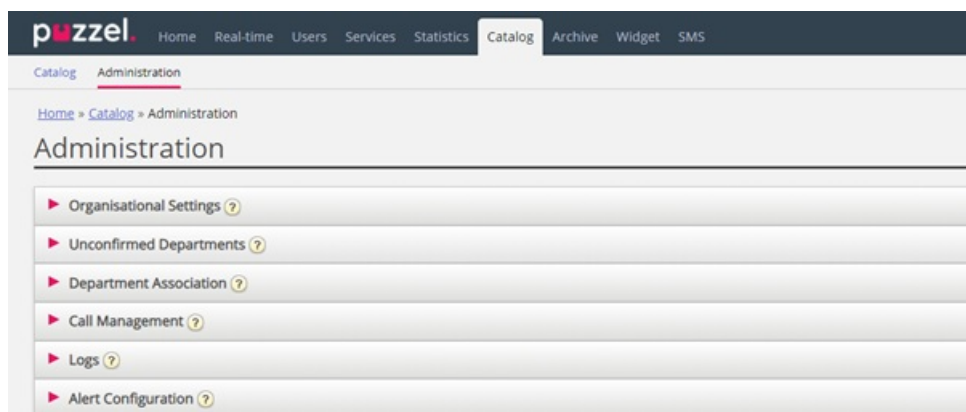 puzzel. Home Real-time Users Services Statistics Catalog Archive Widget SMS
Catalog Administration
Home » Catalog » Administration
Administration
Organisational Settings ?
Unconfirmed Departments ?
Department Association ?
Call Management ?
Logs ?
Alert Configuration ?